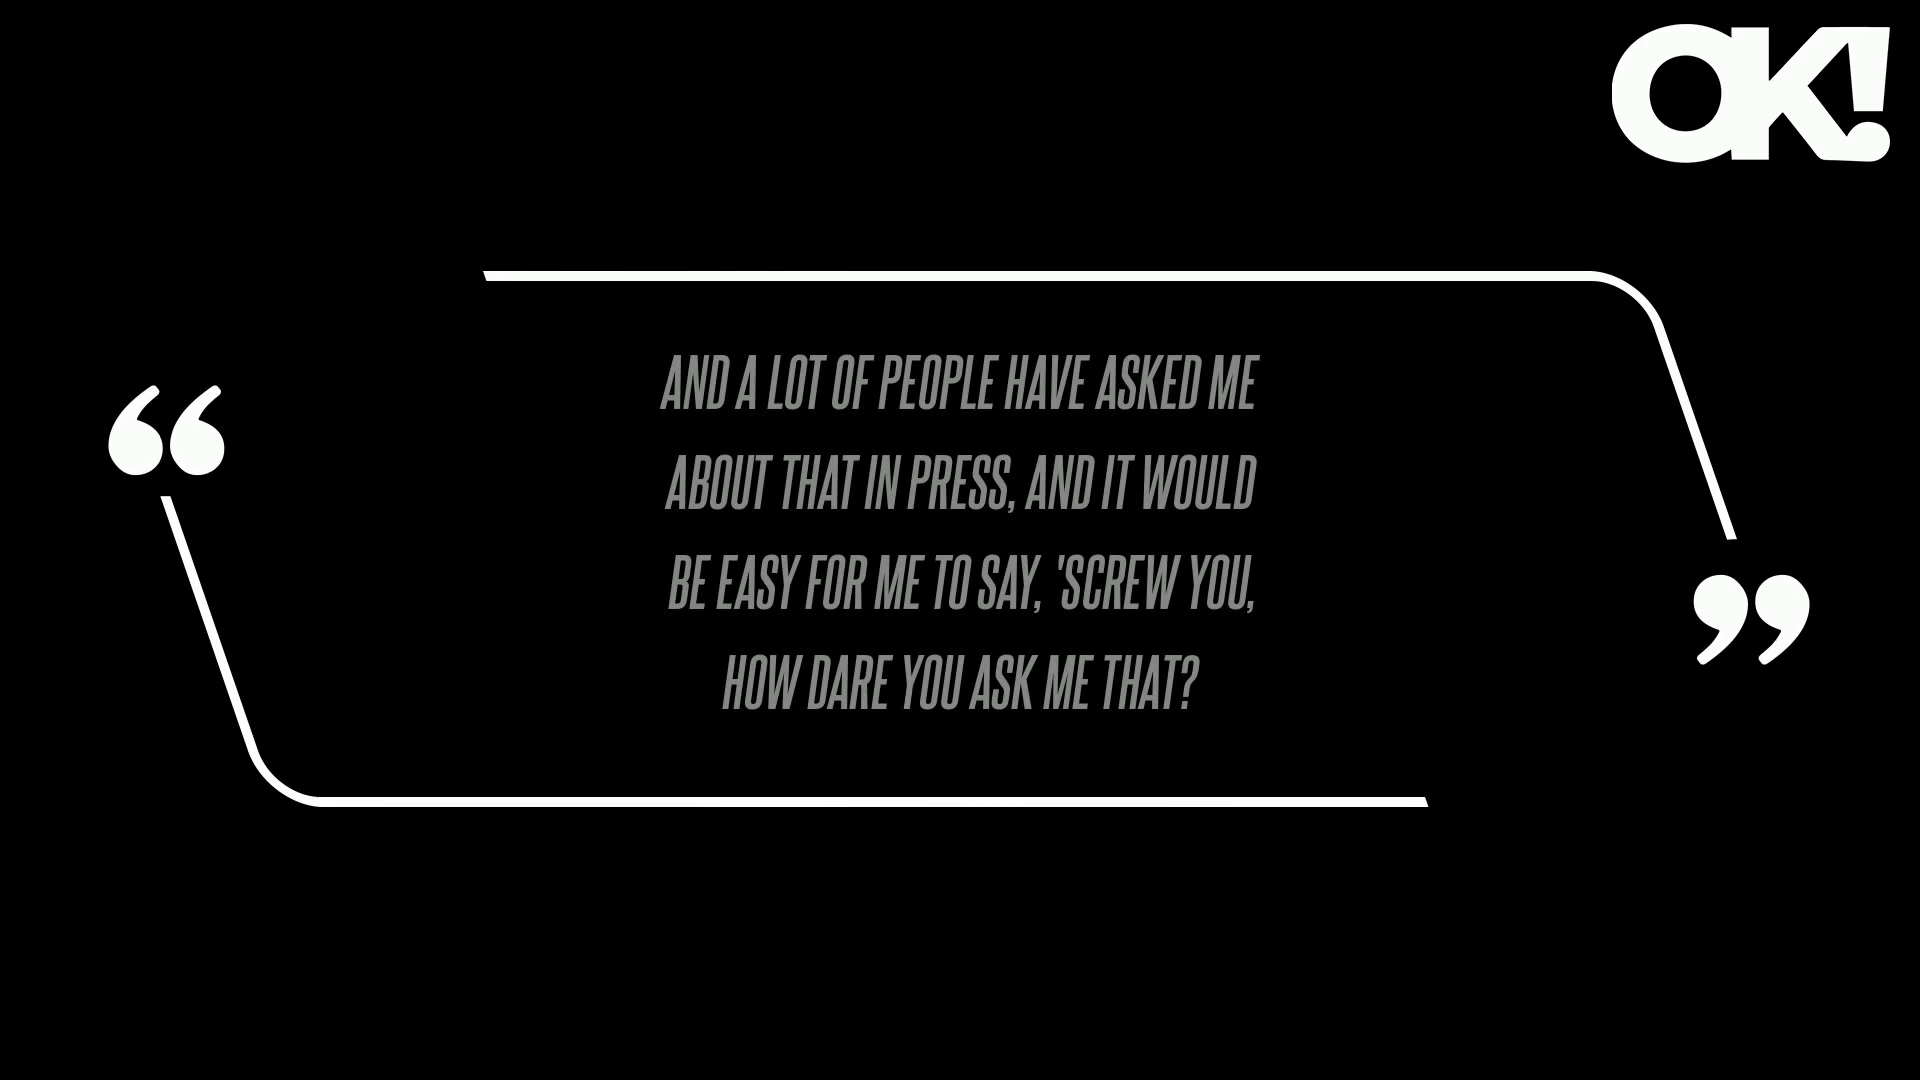 OK!
“
AND A LOT OF PEOPLE HAVE ASKED ME
ABOUT THAT IN PRESS, AND IT WOULD
BE EASY FOR ME TO SAY, 'SCREW YOU,
HOW DARE YOU ASK ME THAT?
”